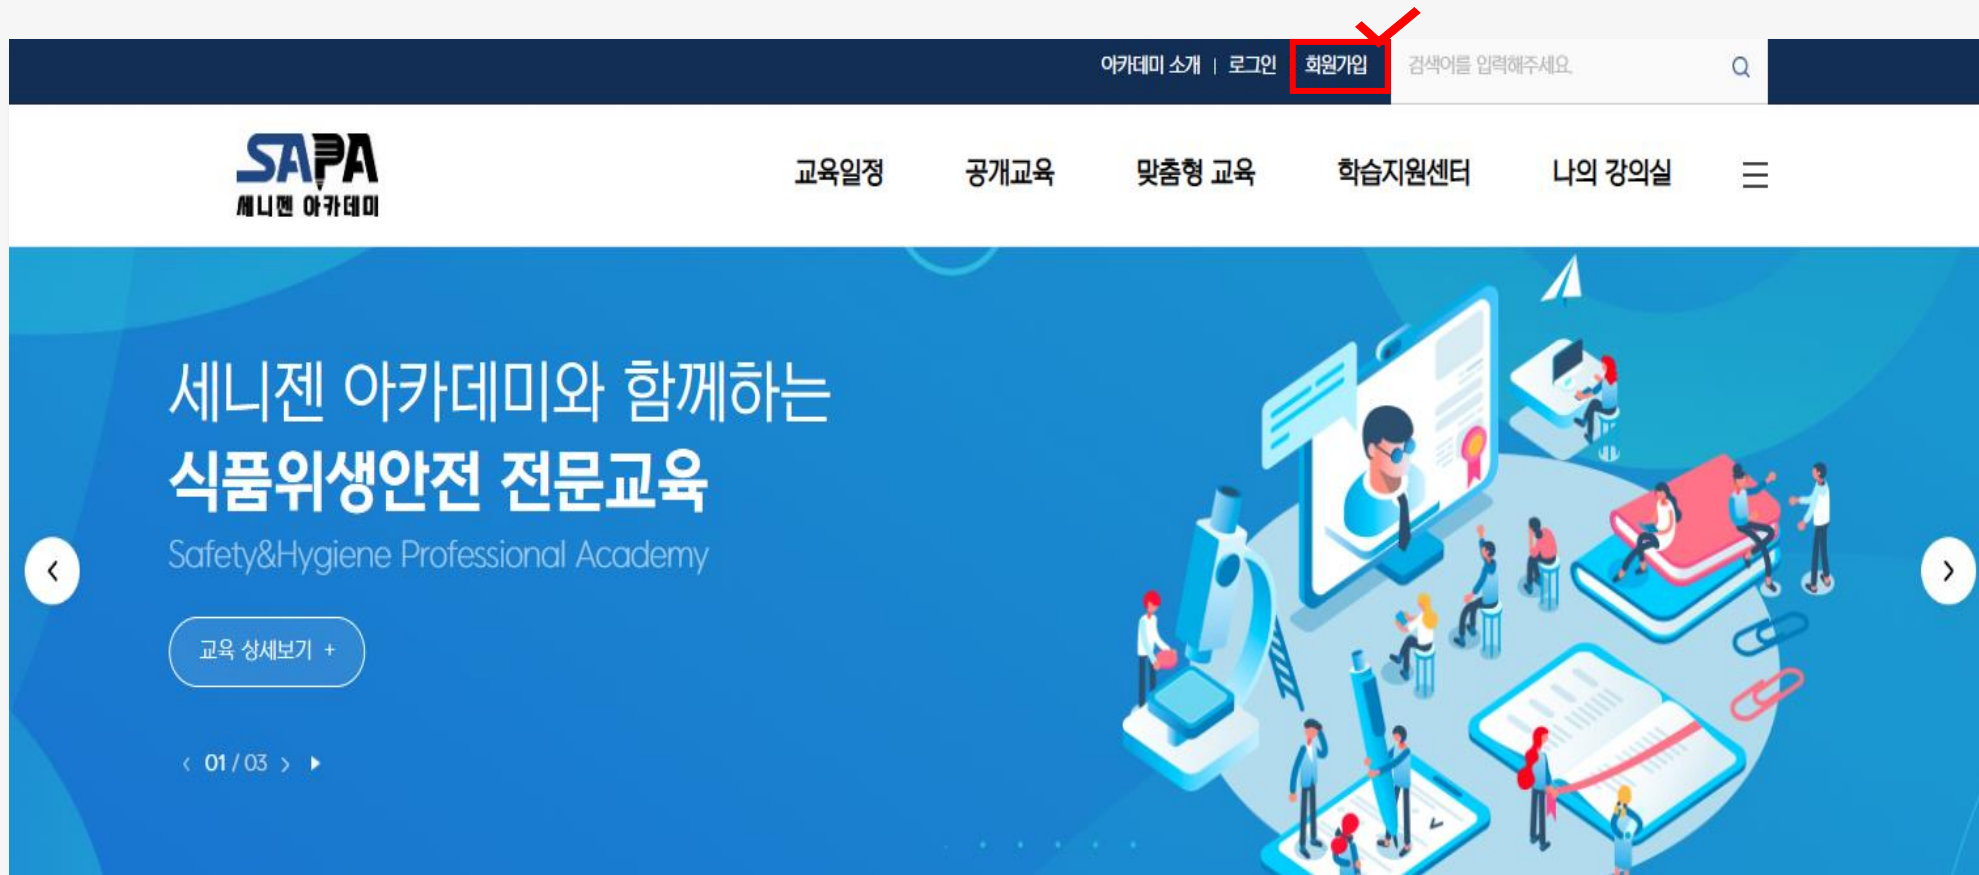 아카데미 소개 | 로그인 회원가입 검색어를 입력해주세요.
SAPA
세니젠 아카데미
교육일정 공개교육 맞춤형 교육 학습지원센터 나의 강의실
세니젠 아카데미와 함께하는
식품위생안전 전문교육
Safety&Hygiene Professional Academy
교육 상세보기 +
01 / 03